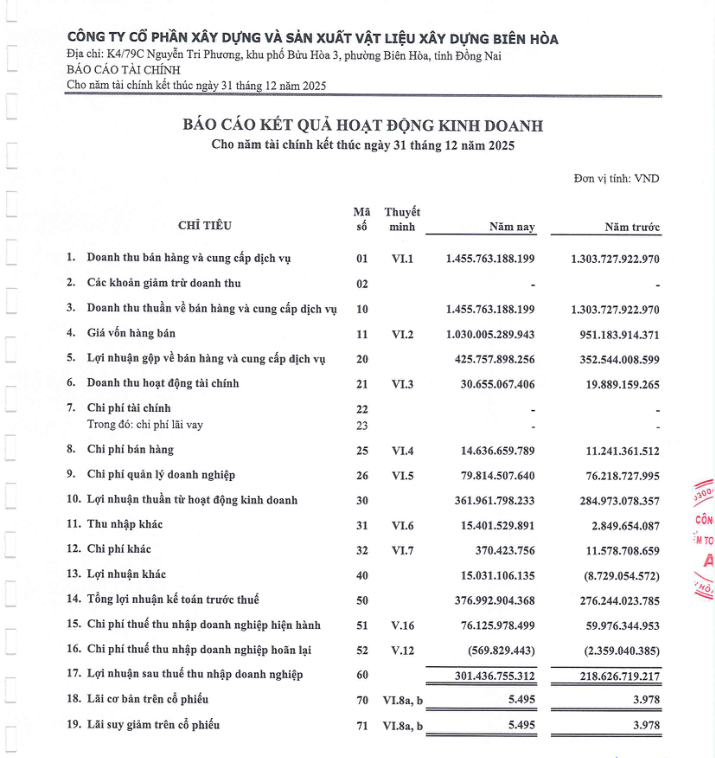 CÔNG TY CỔ PHẦN XÂY DỰNG VÀ SẢN XUẤT VẬT LIỆU XÂY DỰNG BIÊN HÒA
Địa chỉ: K4/79C Nguyễn Tri Phương, khu phố Bửu Hòa 3, phường Biên Hòa, tỉnh Đồng Nai
BÁO CÁO TÀI CHÍNH
Cho năm tài chính kết thúc ngày 31 tháng 12 năm 2025
BÁO CÁO KẾT QUẢ HOẠT ĐỘNG KINH DOANH
Cho năm tài chính kết thúc ngày 31 tháng 12 năm 2025
Đơn vị tính: VND
CHỈ TIÊU Mã số Thuyết minh Năm nay Năm trước
1. Doanh thu bán hàng và cung cấp dịch vụ 01 VI.1 1.455.763.188.199 1.303.727.922.970
2. Các khoản giảm trừ doanh thu 02 - -
3. Doanh thu thuần về bán hàng và cung cấp dịch vụ 10 1.455.763.188.199 1.303.727.922.970
4. Giá vốn hàng bán 11 VI.2 1.030.005.289.943 951.183.914.371
5. Lợi nhuận gộp về bán hàng và cung cấp dịch vụ 20 425.757.898.256 352.544.008.599
6. Doanh thu hoạt động tài chính 21 VI.3 30.655.067.406 19.889.159.265
7. Chi phí tài chính 22 - -
Trong đó: chi phí lãi vay 23 - -
8. Chi phí bán hàng 25 VI.4 14.636.659.789 11.241.361.512
9. Chi phí quản lý doanh nghiệp 26 VI.5 79.814.507.640 76.218.727.995
10. Lợi nhuận thuần từ hoạt động kinh doanh 30 361.961.798.233 284.973.078.357
11. Thu nhập khác 31 VI.6 15.401.529.891 2.849.654.087
12. Chi phí khác 32 VI.7 370.423.756 11.578.708.659
13. Lợi nhuận khác 40 15.031.106.135 (8.729.054.572)
14. Tổng lợi nhuận kế toán trước thuế 50 376.992.904.368 276.244.023.785
15. Chi phí thuế thu nhập doanh nghiệp hiện hành 51 V.16 76.125.978.499 59.976.344.953
16. Chi phí thuế thu nhập doanh nghiệp hoãn lại 52 V.12 (569.829.443) (2.359.040.385)
17. Lợi nhuận sau thuế thu nhập doanh nghiệp 60 301.436.755.312 218.626.719.217
18. Lãi cơ bản trên cổ phiếu 70 VI.8a, b 5.495 3.978
19. Lãi suy giảm trên cổ phiếu 71 VI.8a, b 5.495 3.978